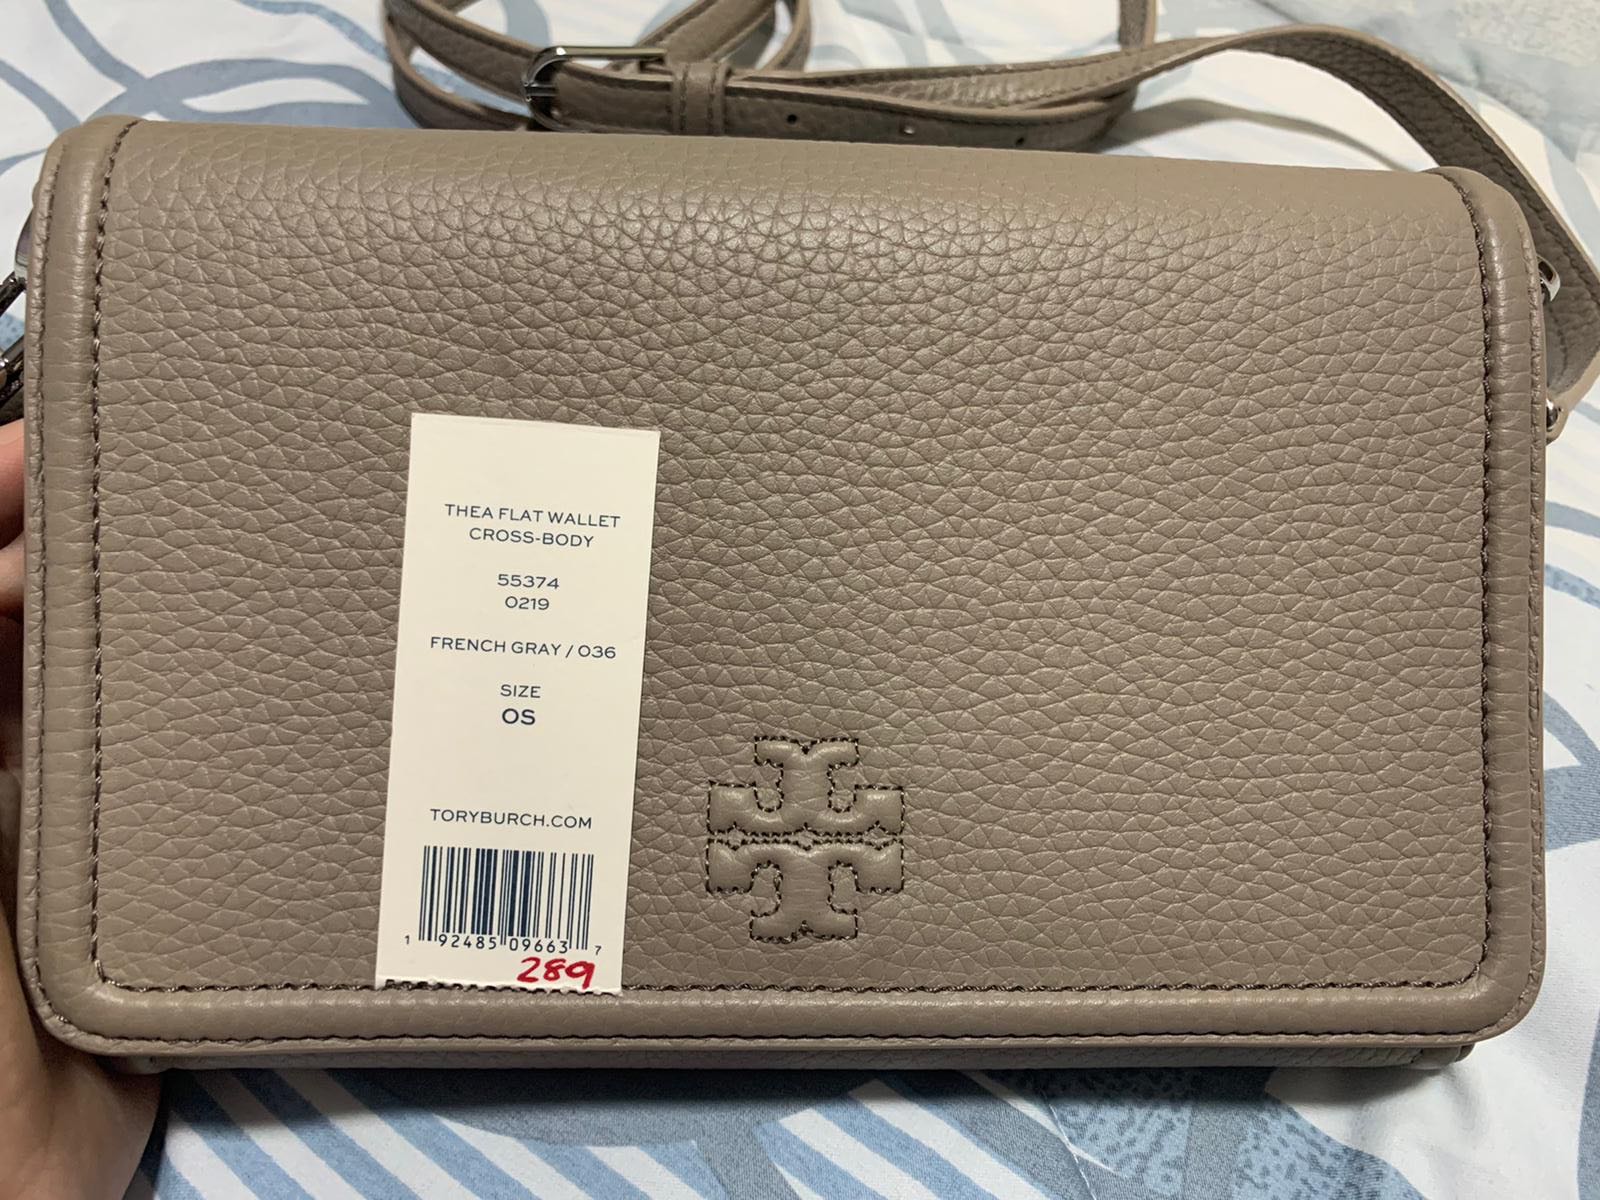 THEA FLAT WALLET
CROSS-BODY
55374
0219
FRENCH GRAY / 036
SIZE
OS
TORYBURCH.COM
1 92485 09663 7
289